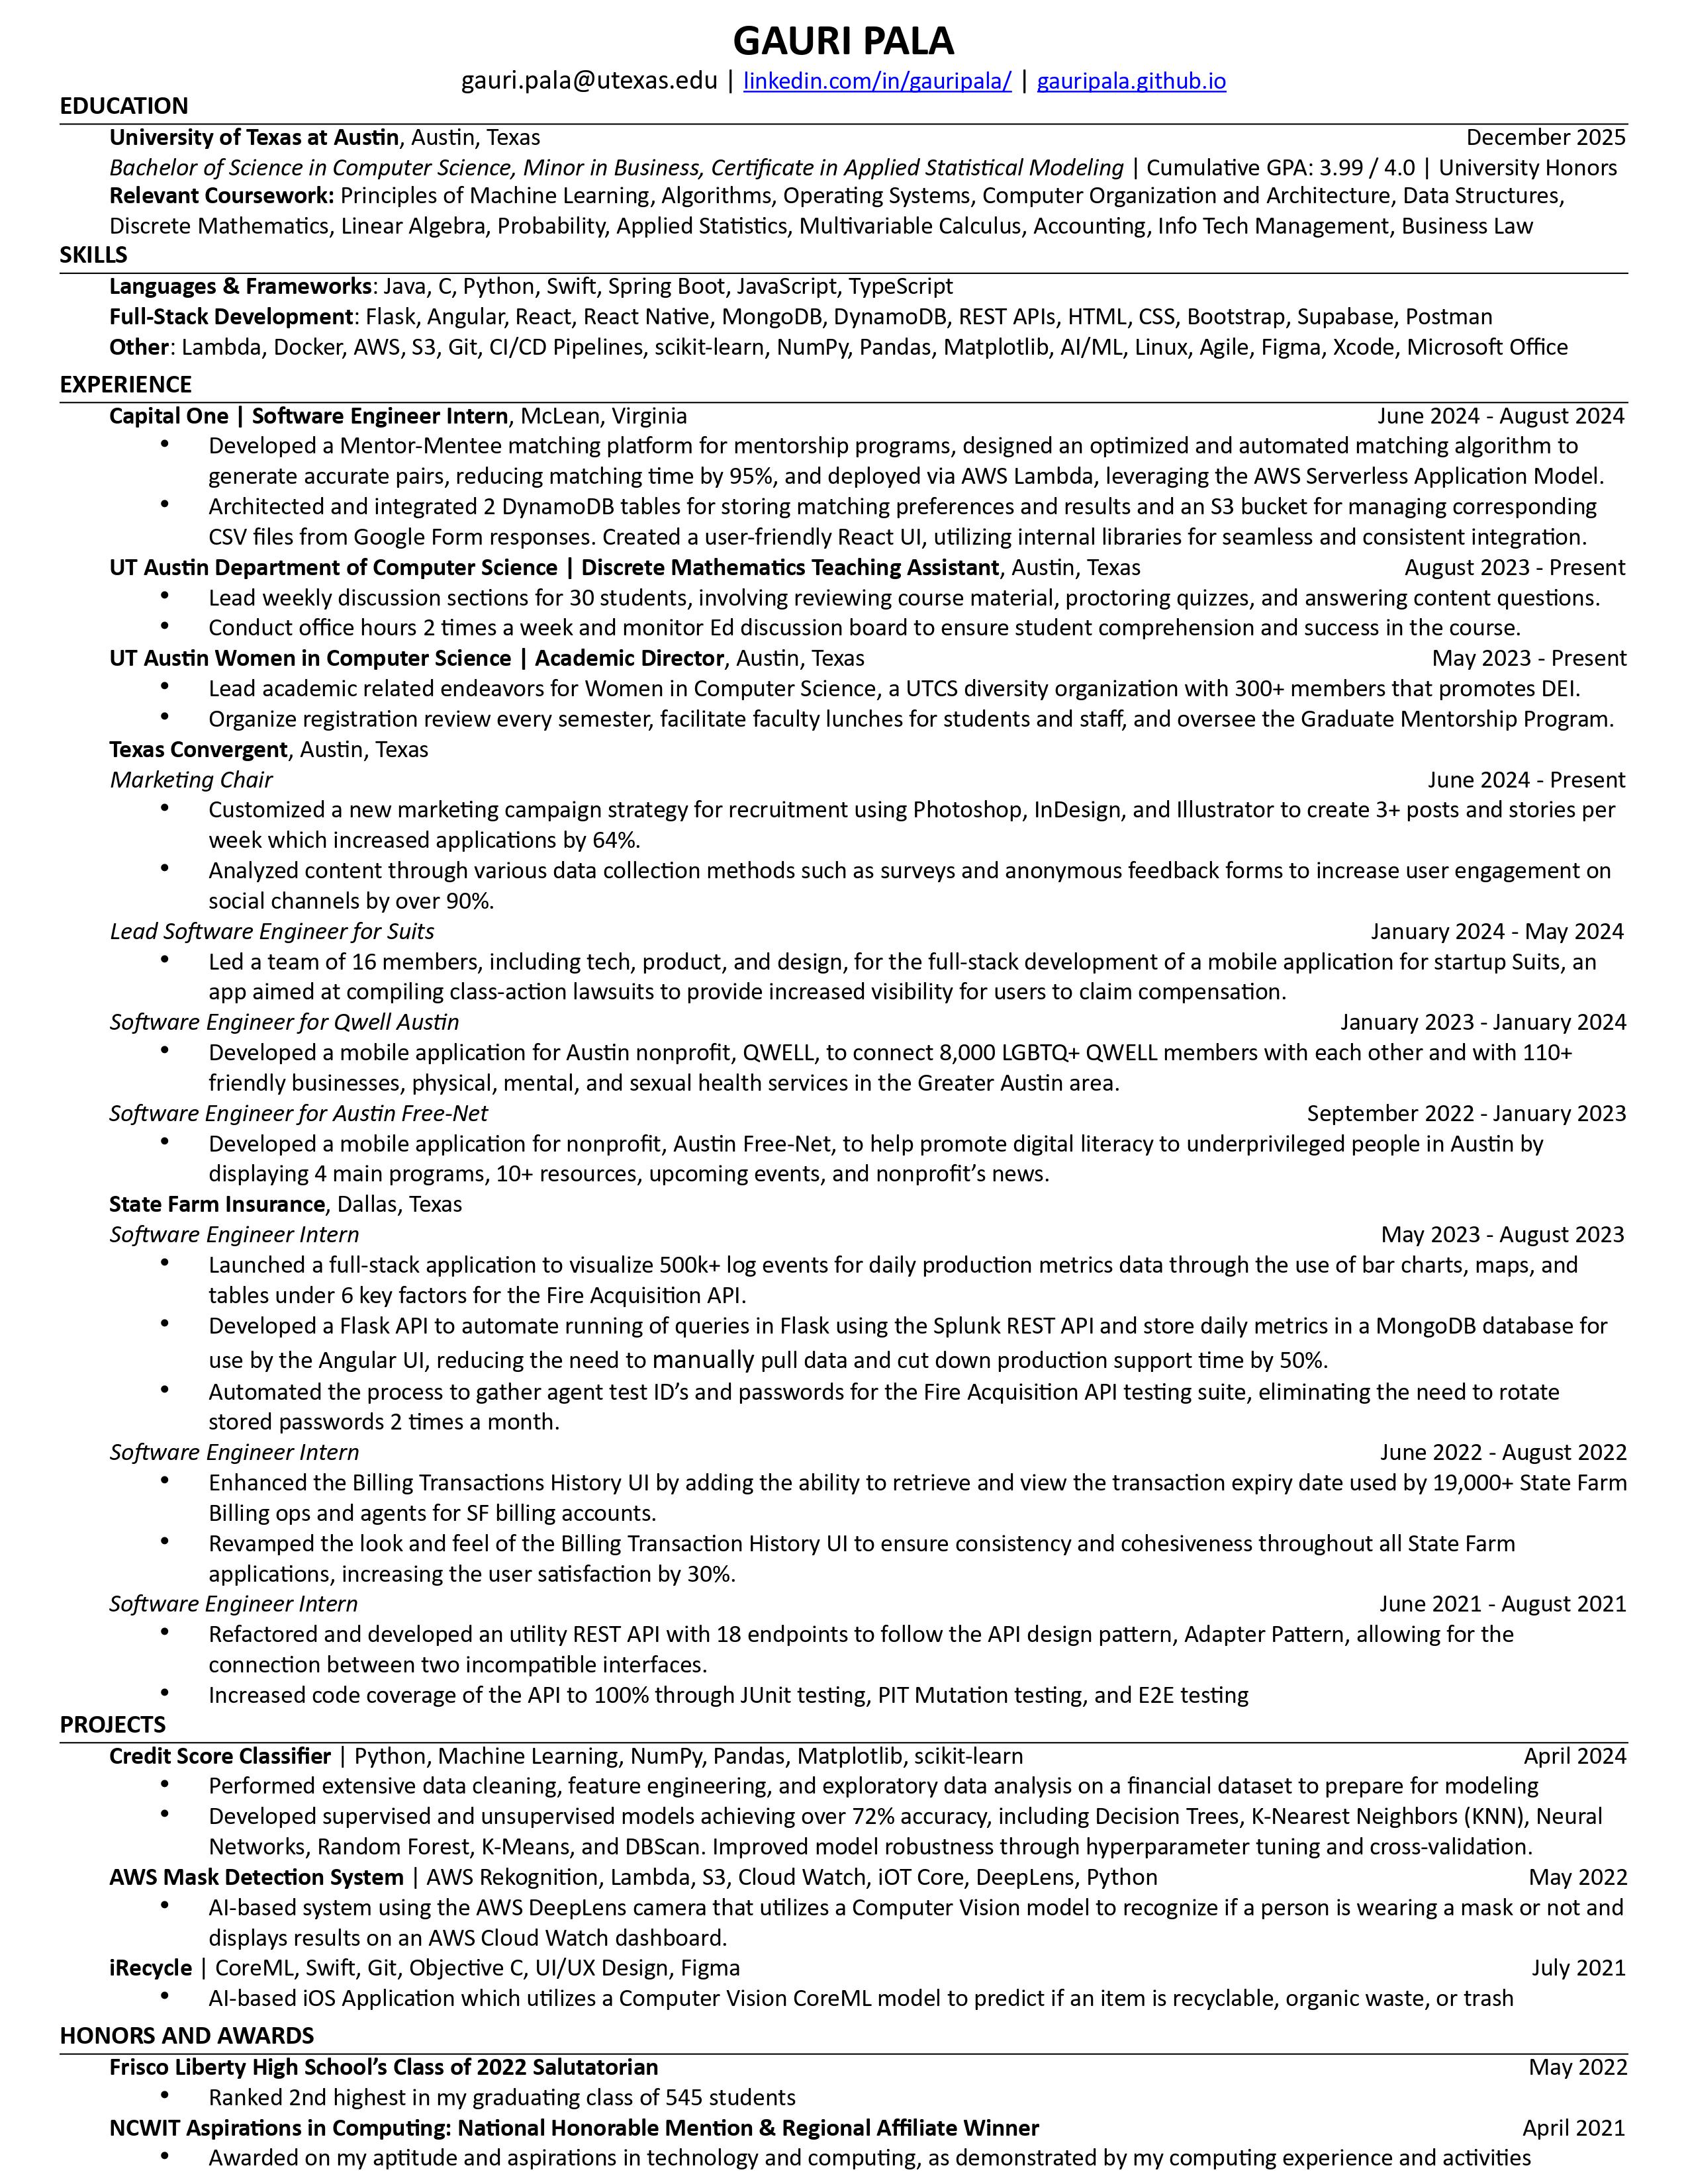 GAURI PALA
gauri.pala@utexas.edu | linkedin.com/in/gauripala/ | gauripala.github.io
EDUCATION
University of Texas at Austin, Austin, Texas December 2025
Bachelor of Science in Computer Science, Minor in Business, Certificate in Applied Statistical Modeling | Cumulative GPA: 3.99 / 4.0 | University Honors
Relevant Coursework: Principles of Machine Learning, Algorithms, Operating Systems, Computer Organization and Architecture, Data Structures,
Discrete Mathematics, Linear Algebra, Probability, Applied Statistics, Multivariable Calculus, Accounting, Info Tech Management, Business Law
SKILLS
Languages & Frameworks: Java, C, Python, Swift, Spring Boot, JavaScript, TypeScript
Full-Stack Development: Flask, Angular, React, React Native, MongoDB, DynamoDB, REST APIs, HTML, CSS, Bootstrap, Supabase, Postman
Other: Lambda, Docker, AWS, S3, Git, CI/CD Pipelines, scikit-learn, NumPy, Pandas, Matplotlib, AI/ML, Linux, Agile, Figma, Xcode, Microsoft Office
EXPERIENCE
Capital One | Software Engineer Intern, McLean, Virginia June 2024 - August 2024
• Developed a Mentor-Mentee matching platform for mentorship programs, designed an optimized and automated matching algorithm to
generate accurate pairs, reducing matching time by 95%, and deployed via AWS Lambda, leveraging the AWS Serverless Application Model.
• Architected and integrated 2 DynamoDB tables for storing matching preferences and results and an S3 bucket for managing corresponding
CSV files from Google Form responses. Created a user-friendly React UI, utilizing internal libraries for seamless and consistent integration.
UT Austin Department of Computer Science | Discrete Mathematics Teaching Assistant, Austin, Texas August 2023 - Present
• Lead weekly discussion sections for 30 students, involving reviewing course material, proctoring quizzes, and answering content questions.
• Conduct office hours 2 times a week and monitor Ed discussion board to ensure student comprehension and success in the course.
UT Austin Women in Computer Science | Academic Director, Austin, Texas May 2023 - Present
• Lead academic related endeavors for Women in Computer Science, a UTCS diversity organization with 300+ members that promotes DEI.
• Organize registration review every semester, facilitate faculty lunches for students and staff, and oversee the Graduate Mentorship Program.
Texas Convergent, Austin, Texas
Marketing Chair June 2024 - Present
• Customized a new marketing campaign strategy for recruitment using Photoshop, InDesign, and Illustrator to create 3+ posts and stories per
week which increased applications by 64%.
• Analyzed content through various data collection methods such as surveys and anonymous feedback forms to increase user engagement on
social channels by over 90%.
Lead Software Engineer for Suits January 2024 - May 2024
• Led a team of 16 members, including tech, product, and design, for the full-stack development of a mobile application for startup Suits, an
app aimed at compiling class-action lawsuits to provide increased visibility for users to claim compensation.
Software Engineer for Qwell Austin January 2023 - January 2024
• Developed a mobile application for Austin nonprofit, QWELL, to connect 8,000 LGBTQ+ QWELL members with each other and with 110+
friendly businesses, physical, mental, and sexual health services in the Greater Austin area.
Software Engineer for Austin Free-Net September 2022 - January 2023
• Developed a mobile application for nonprofit, Austin Free-Net, to help promote digital literacy to underprivileged people in Austin by
displaying 4 main programs, 10+ resources, upcoming events, and nonprofit’s news.
State Farm Insurance, Dallas, Texas
Software Engineer Intern May 2023 - August 2023
• Launched a full-stack application to visualize 500k+ log events for daily production metrics data through the use of bar charts, maps, and
tables under 6 key factors for the Fire Acquisition API.
• Developed a Flask API to automate running of queries in Flask using the Splunk REST API and store daily metrics in a MongoDB database for
use by the Angular UI, reducing the need to manually pull data and cut down production support time by 50%.
• Automated the process to gather agent test ID’s and passwords for the Fire Acquisition API testing suite, eliminating the need to rotate
stored passwords 2 times a month.
Software Engineer Intern June 2022 - August 2022
• Enhanced the Billing Transactions History UI by adding the ability to retrieve and view the transaction expiry date used by 19,000+ State Farm
Billing ops and agents for SF billing accounts.
• Revamped the look and feel of the Billing Transaction History UI to ensure consistency and cohesiveness throughout all State Farm
applications, increasing the user satisfaction by 30%.
Software Engineer Intern June 2021 - August 2021
• Refactored and developed an utility REST API with 18 endpoints to follow the API design pattern, Adapter Pattern, allowing for the
connection between two incompatible interfaces.
• Increased code coverage of the API to 100% through JUnit testing, PIT Mutation testing, and E2E testing
PROJECTS
Credit Score Classifier | Python, Machine Learning, NumPy, Pandas, Matplotlib, scikit-learn April 2024
• Performed extensive data cleaning, feature engineering, and exploratory data analysis on a financial dataset to prepare for modeling
• Developed supervised and unsupervised models achieving over 72% accuracy, including Decision Trees, K-Nearest Neighbors (KNN), Neural
Networks, Random Forest, K-Means, and DBScan. Improved model robustness through hyperparameter tuning and cross-validation.
AWS Mask Detection System | AWS Rekognition, Lambda, S3, Cloud Watch, iOT Core, DeepLens, Python May 2022
• AI-based system using the AWS DeepLens camera that utilizes a Computer Vision model to recognize if a person is wearing a mask or not and
displays results on an AWS Cloud Watch dashboard.
iRecycle | CoreML, Swift, Git, Objective C, UI/UX Design, Figma July 2021
• AI-based iOS Application which utilizes a Computer Vision CoreML model to predict if an item is recyclable, organic waste, or trash
HONORS AND AWARDS
Frisco Liberty High School’s Class of 2022 Salutatorian May 2022
• Ranked 2nd highest in my graduating class of 545 students
NCWIT Aspirations in Computing: National Honorable Mention & Regional Affiliate Winner April 2021
• Awarded on my aptitude and aspirations in technology and computing, as demonstrated by my computing experience and activities